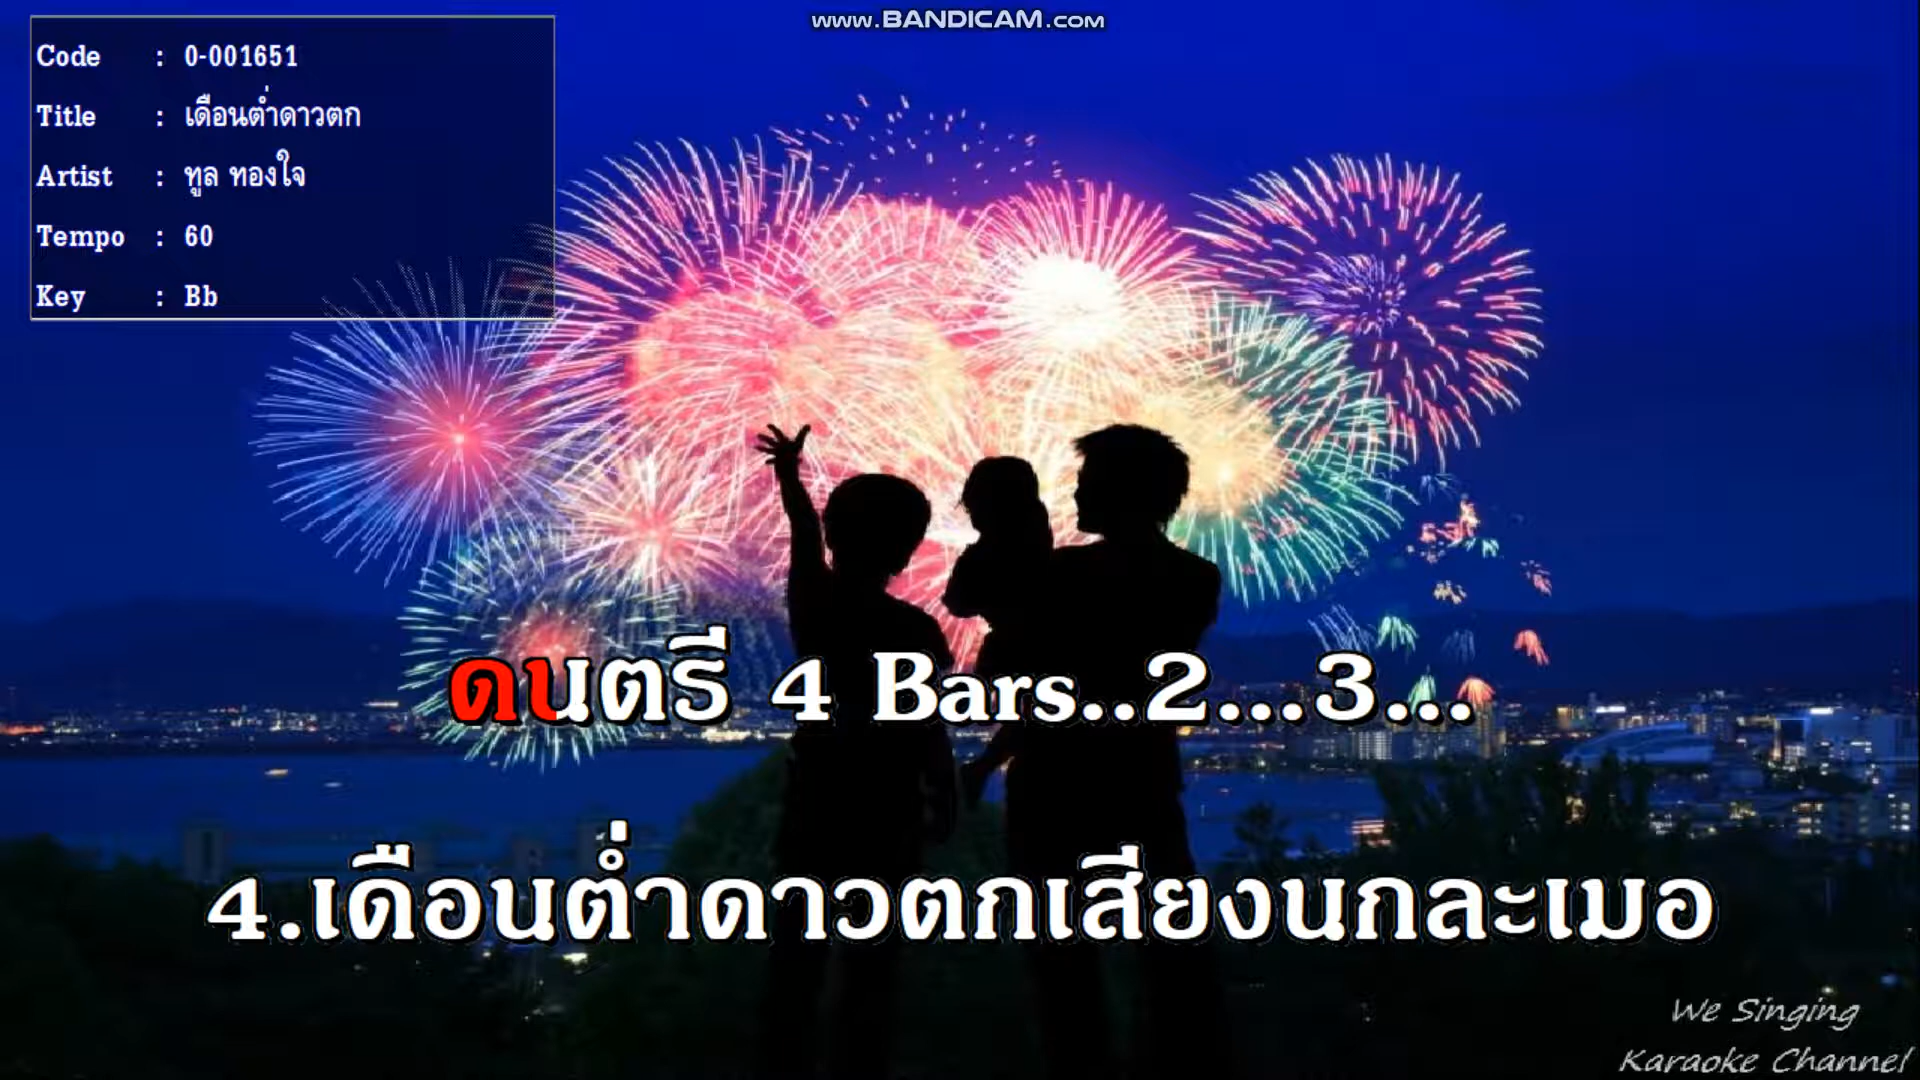 www.BANDICAM.com
Code : 0-001651
Title : เดือนต่ำดาวตก
Artist : ทูล ทองใจ
Tempo : 60
Key : Bb
ดนตรี 4 Bars..2...3...
4.เดือนต่ำดาวตกเสียงนกละเมอ
We Singing
Karaoke Channel